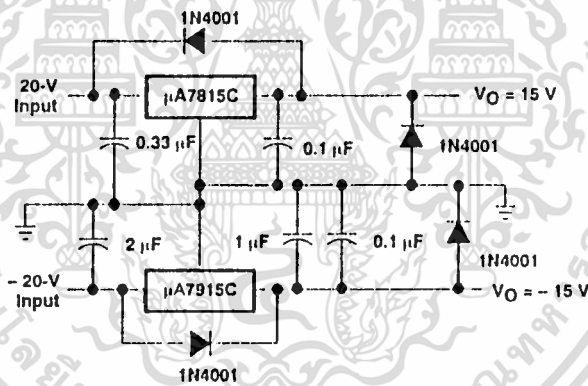 1N4001
20-V
Input
µA7815C
VO = 15 V
0.33 µF
0.1 µF
1N4001
2 µF
1 µF
0.1 µF
1N4001
– 20-V
Input
µA7915C
VO = – 15 V
1N4001